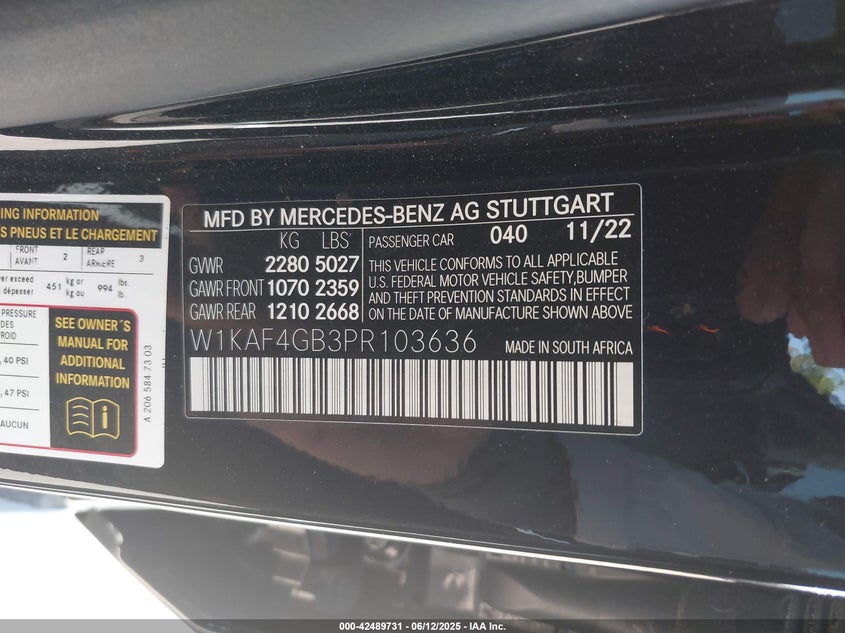 ING INFORMATION
ES PNEUS ET LE CHARGEMENT
FRONT AVANT 2 REAR ARRIÈRE 3
er exceed 451 kg or 994 lbs.
dépasser kg ou lb.
PRESSURE
DES
ROID
, 40 PSI
, 47 PSI
AUCUN
SEE OWNER´S
MANUAL FOR
ADDITIONAL
INFORMATION
i
A 206 584 73 03
MFD BY MERCEDES-BENZ AG STUTTGART
KG LBS
GVWR 2280 5027
GAWR FRONT 1070 2359
GAWR REAR 1210 2668
PASSENGER CAR 040 11/22
THIS VEHICLE CONFORMS TO ALL APPLICABLE
U.S. FEDERAL MOTOR VEHICLE SAFETY,BUMPER
AND THEFT PREVENTION STANDARDS IN EFFECT
ON THE DATE OF MANUFACTURE SHOWN ABOVE
W1KAF4GB3PR103636 MADE IN SOUTH AFRICA
000-42489731 - 06/12/2025 - IAA Inc.